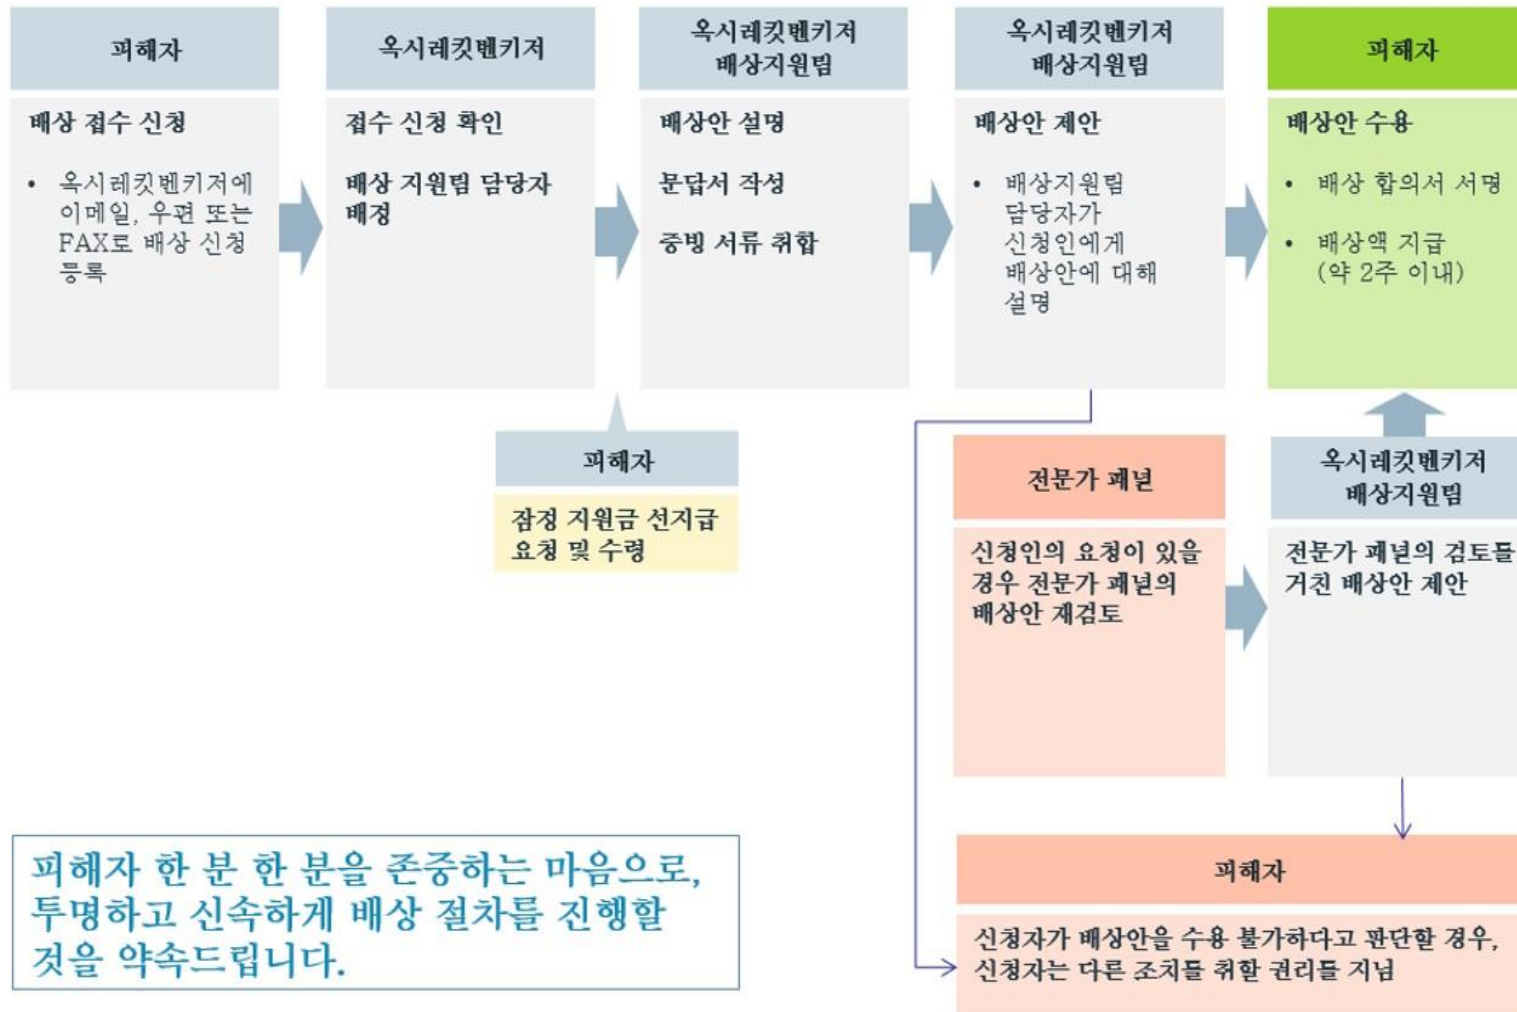 피해자
배상 접수 신청
• 옥시레킷벤키저에
이메일, 우편 또는
FAX로 배상 신청
등록
옥시레킷벤키저
접수 신청 확인
배상 지원팀 담당자
배정
옥시레킷벤키저
배상지원팀
배상안 설명
문답서 작성
증빙 서류 취합
옥시레킷벤키저
배상지원팀
배상안 제안
• 배상지원팀
담당자가
신청인에게
배상안에 대해
설명
피해자
배상안 수용
• 배상 합의서 서명
• 배상액 지급
(약 2주 이내)
피해자
잠정 지원금 선지급
요청 및 수령
전문가 패널
신청인의 요청이 있을
경우 전문가 패널의
배상안 재검토
옥시레킷벤키저
배상지원팀
전문가 패널의 검토를
거친 배상안 제안
피해자
신청자가 배상안을 수용 불가하다고 판단할 경우,
신청자는 다른 조치를 취할 권리를 지님
피해자 한 분 한 분을 존중하는 마음으로,
투명하고 신속하게 배상 절차를 진행할
것을 약속드립니다.